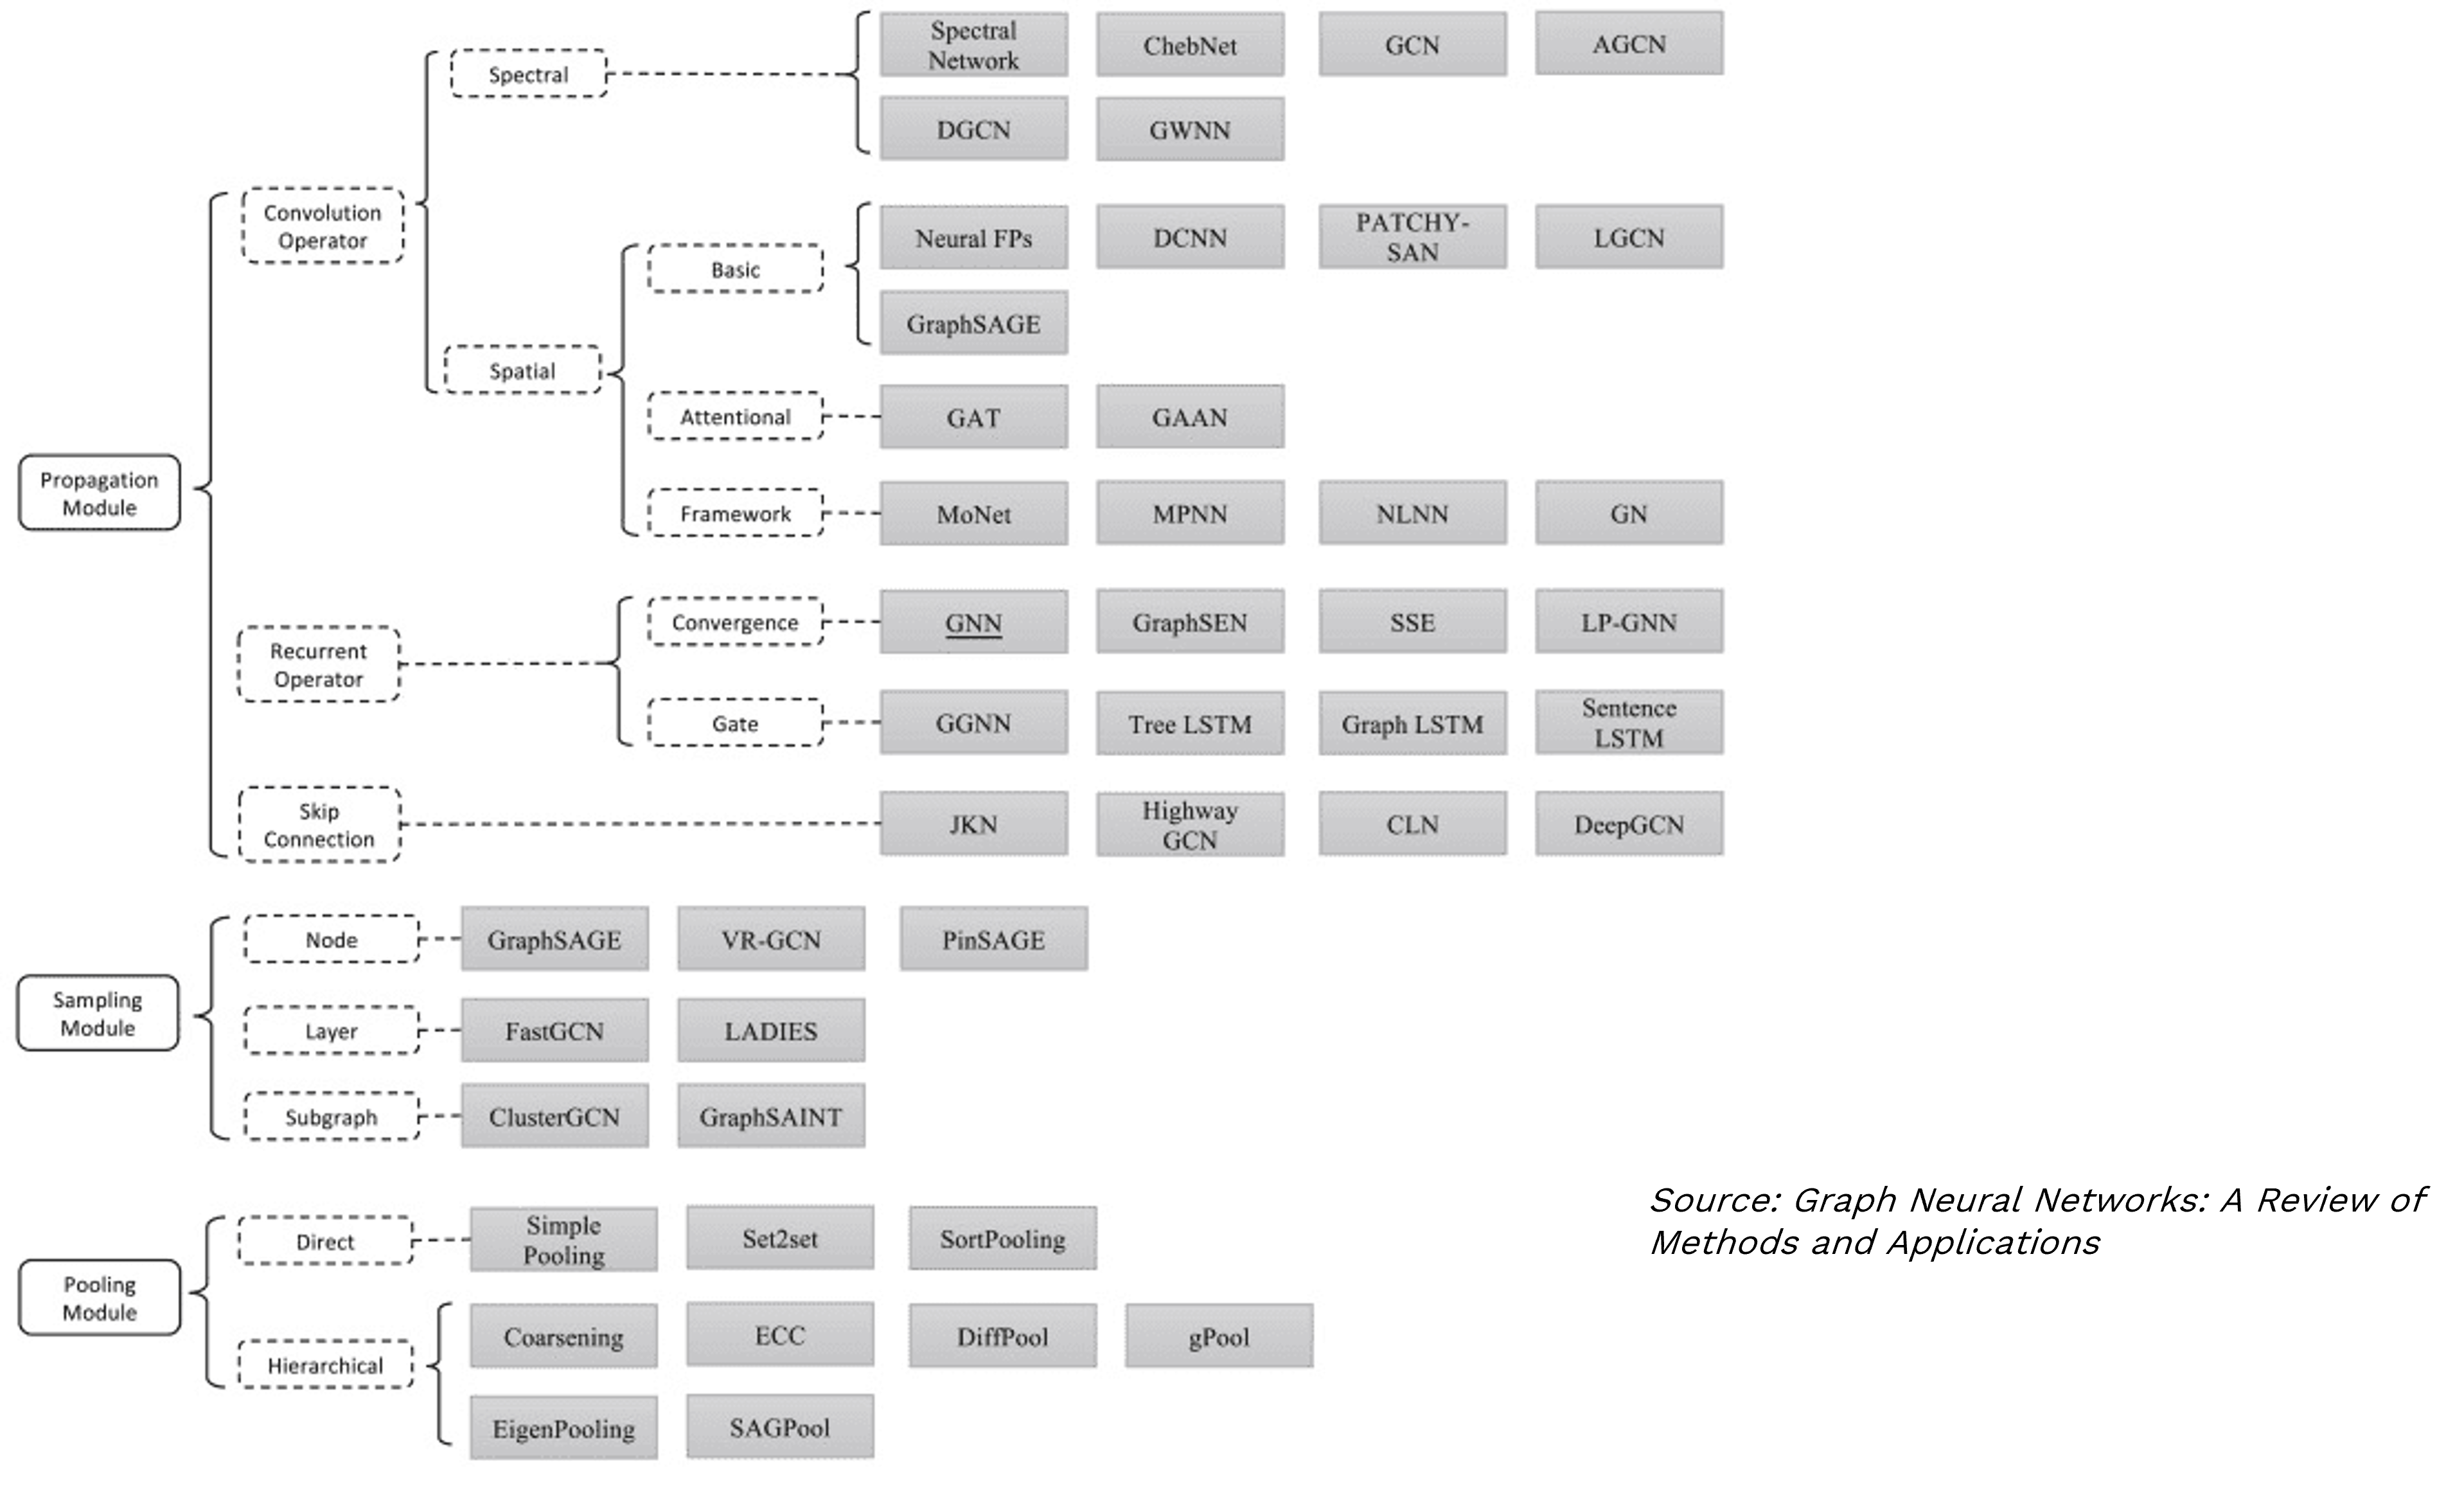 Spectral
Network
ChebNet
GCN
AGCN
Spectral
DGCN
GWNN
Convolution
Operator
Neural FPs
DCNN
PATCHY-
SAN
LGCN
Basic
GraphSAGE
Spatial
Attentional
GAT
GAAN
Propagation
Module
Framework
MoNet
MPNN
NLNN
GN
Convergence
GNN
GraphSEN
SSE
LP-GNN
Recurrent
Operator
Gate
GGNN
Tree LSTM
Graph LSTM
Sentence
LSTM
Skip
Connection
JKN
Highway
GCN
CLN
DeepGCN
Node
GraphSAGE
VR-GCN
PinSAGE
Sampling
Module
Layer
FastGCN
LADIES
Subgraph
ClusterGCN
GraphSAINT
Direct
Simple
Pooling
Set2set
SortPooling
Pooling
Module
Hierarchical
Coarsening
ECC
DiffPool
gPool
EigenPooling
SAGPool
Source: Graph Neural Networks: A Review of
Methods and Applications